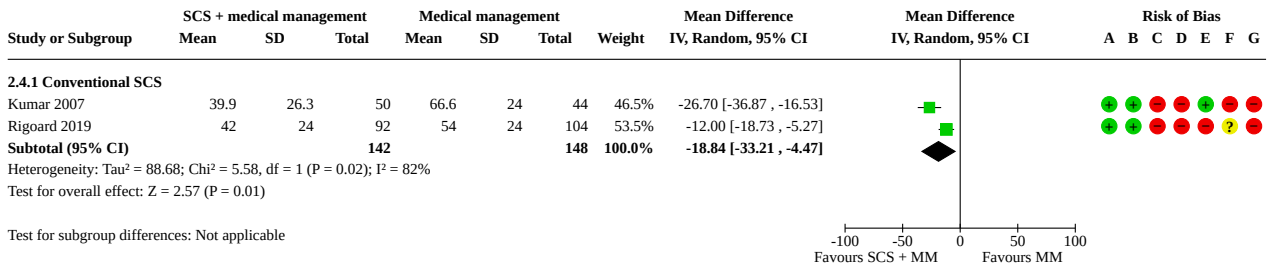 SCS + medical management Medical management Mean Difference Mean Difference Risk of Bias
Study or Subgroup Mean SD Total Mean SD Total Weight IV, Random, 95% CI IV, Random, 95% CI A B C D E F G
2.4.1 Conventional SCS
Kumar 2007 39.9 26.3 50 66.6 24 44 46.5% -26.70 [-36.87 , -16.53] + + − − + − −
Rigoard 2019 42 24 92 54 24 104 53.5% -12.00 [-18.73 , -5.27] + + − − − ? −
Subtotal (95% CI) 142 148 100.0% -18.84 [-33.21 , -4.47]
Heterogeneity: Tau² = 88.68; Chi² = 5.58, df = 1 (P = 0.02); I² = 82%
Test for overall effect: Z = 2.57 (P = 0.01)
Test for subgroup differences: Not applicable
-100 -50 0 50 100
Favours SCS + MM Favours MM